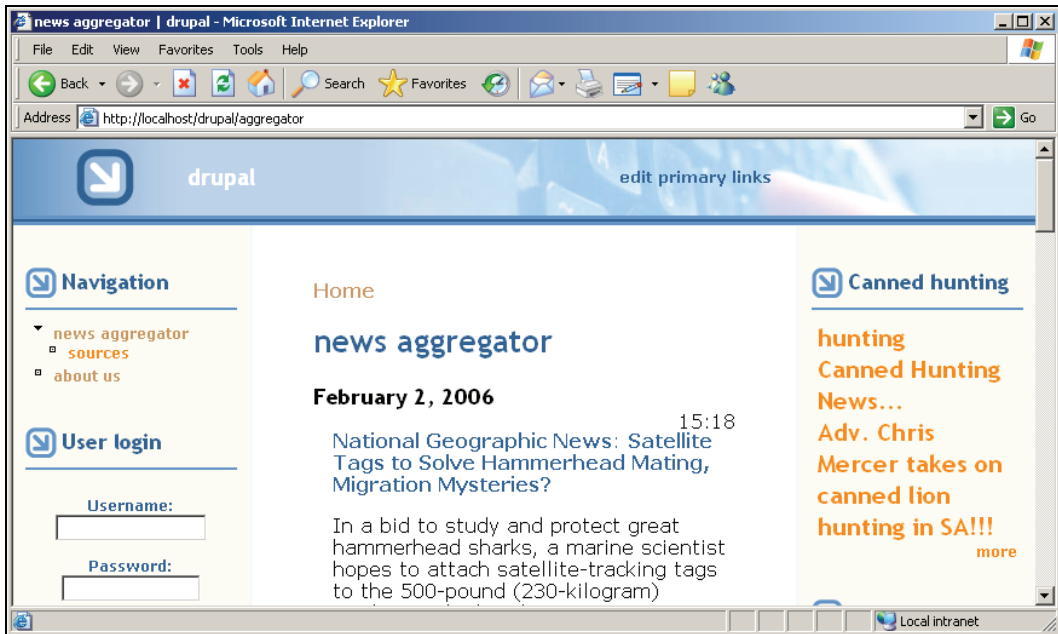 news aggregator | drupal - Microsoft Internet Explorer
File Edit View Favorites Tools Help
Back Search Favorites
Address http://localhost/drupal/aggregator Go
drupal
edit primary links
Navigation
news aggregator
sources
about us
User login
Username:
Password:
Home
news aggregator
February 2, 2006
15:18
National Geographic News: Satellite
Tags to Solve Hammerhead Mating,
Migration Mysteries?
In a bid to study and protect great
hammerhead sharks, a marine scientist
hopes to attach satellite-tracking tags
to the 500-pound (230-kilogram)
Canned hunting
hunting
Canned Hunting
News...
Adv. Chris
Mercer takes on
canned lion
hunting in SA!!!
more
Local intranet